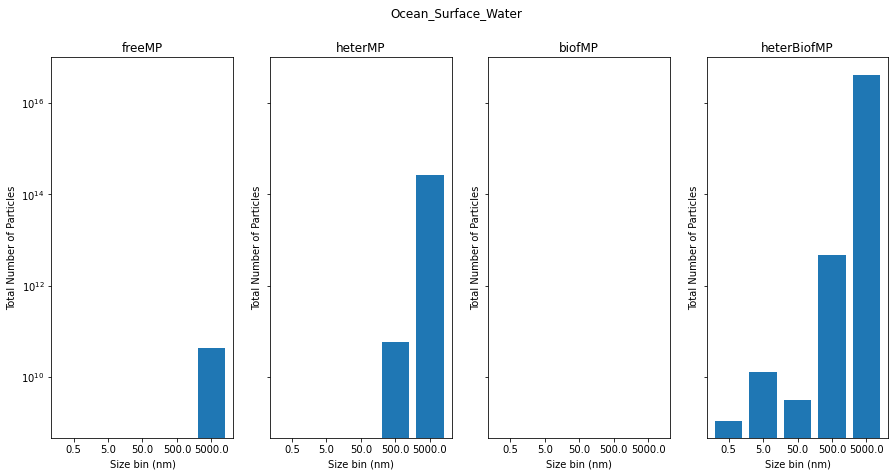 Ocean_Surface_Water
freeMP
heterMP
biofMP
heterBiofMP
Total Number of Particles
10^16
10^14
10^12
10^10
0.5 5.0 50.0 500.0 5000.0
Size bin (nm)
Total Number of Particles
0.5 5.0 50.0 500.0 5000.0
Size bin (nm)
Total Number of Particles
0.5 5.0 50.0 500.0 5000.0
Size bin (nm)
Total Number of Particles
0.5 5.0 50.0 500.0 5000.0
Size bin (nm)